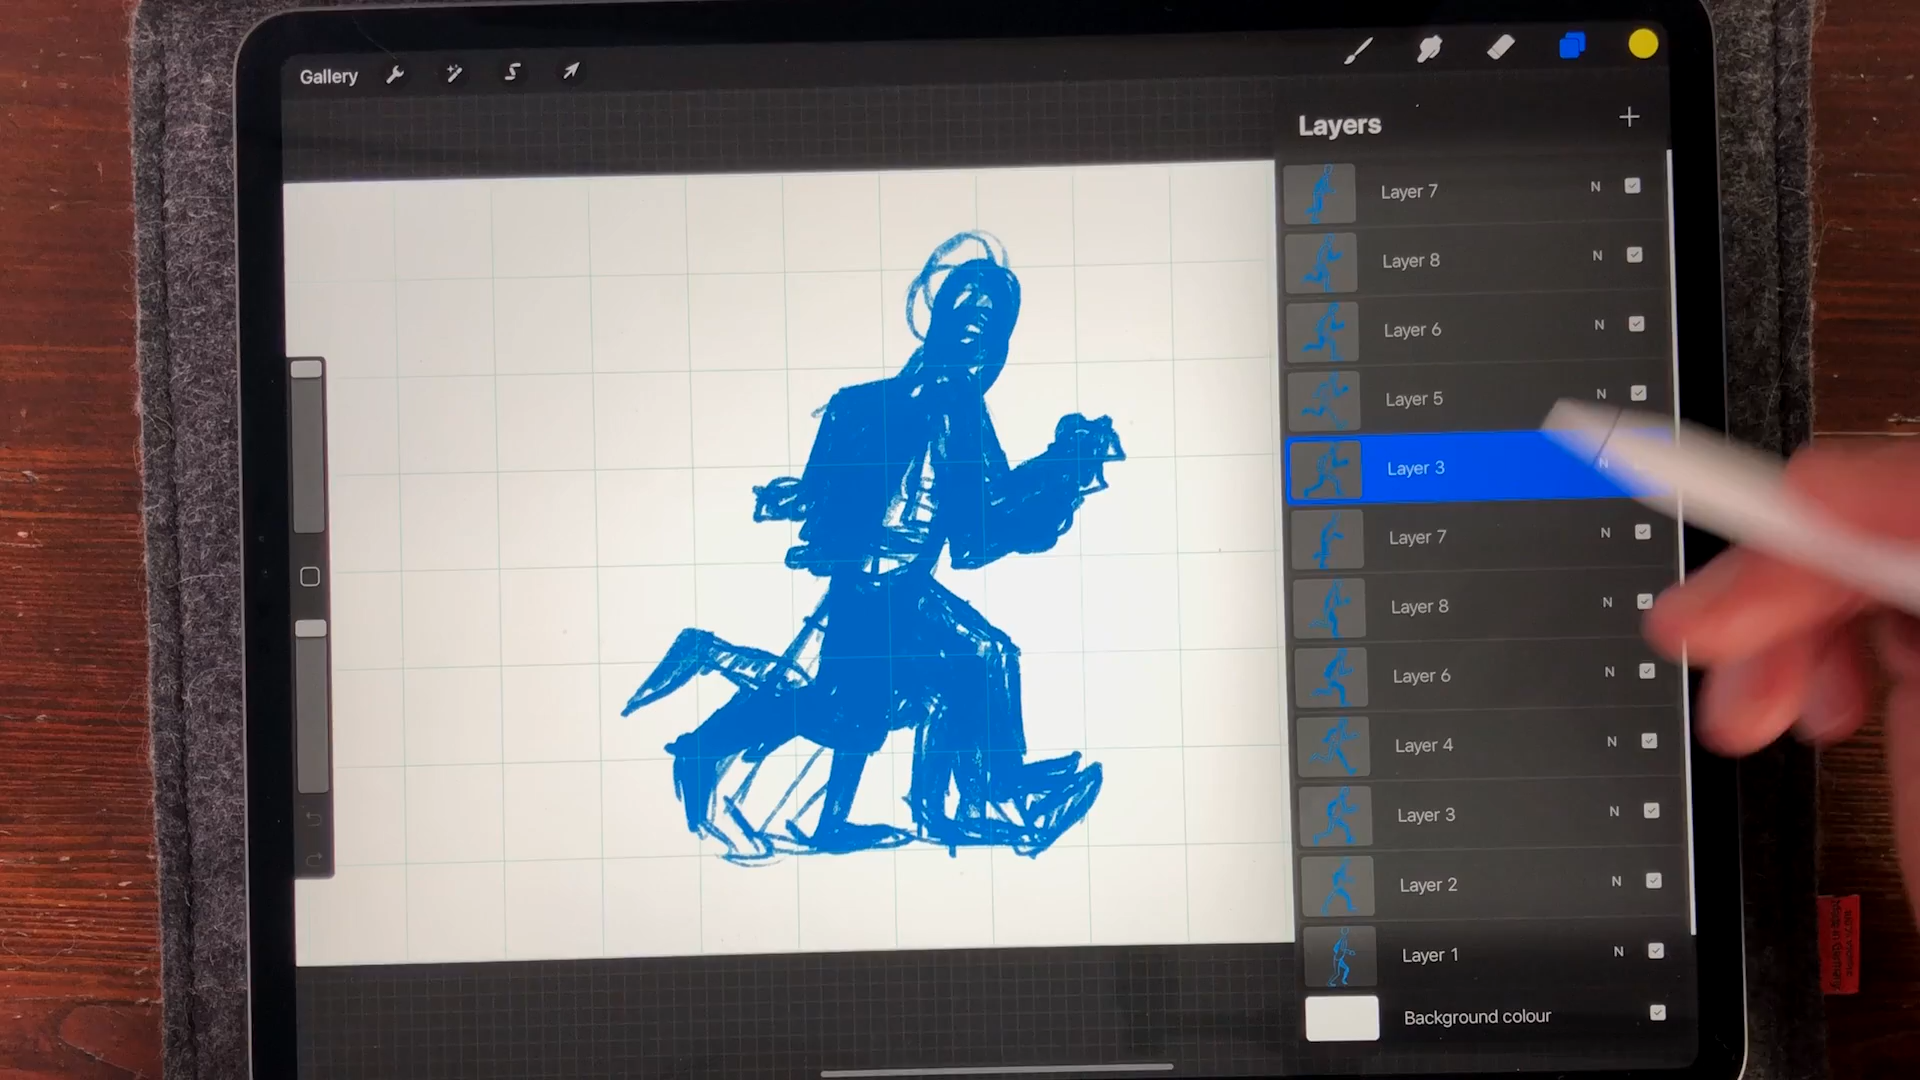 Gallery
Layers
Layer 7 N
Layer 8 N
Layer 6 N
Layer 5 N
Layer 3 N
Layer 7 N
Layer 8 N
Layer 6 N
Layer 4 N
Layer 3 N
Layer 2 N
Layer 1 N
Background colour